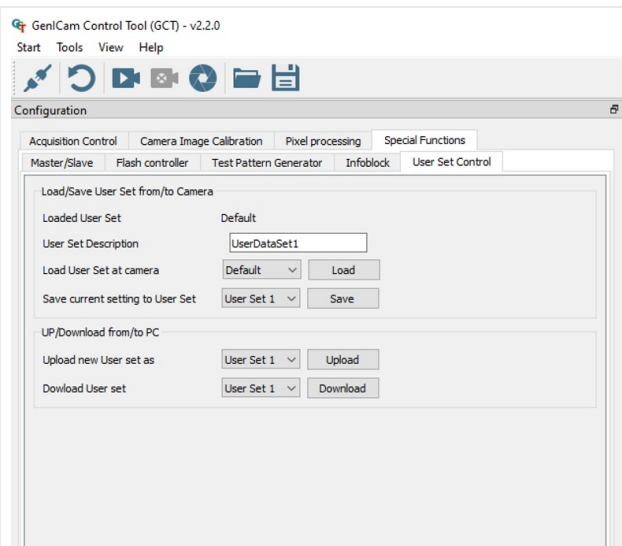 GenICam Control Tool (GCT) - v2.2.0
Start Tools View Help
Configuration
Acquisition Control Camera Image Calibration Pixel processing Special Functions
Master/Slave Flash controller Test Pattern Generator Infoblock User Set Control
Load/Save User Set from/to Camera
Loaded User Set Default
User Set Description UserDataSet1
Load User Set at camera Default Load
Save current setting to User Set User Set 1 Save
UP/Download from/to PC
Upload new User set as User Set 1 Upload
Dowload User set User Set 1 Download